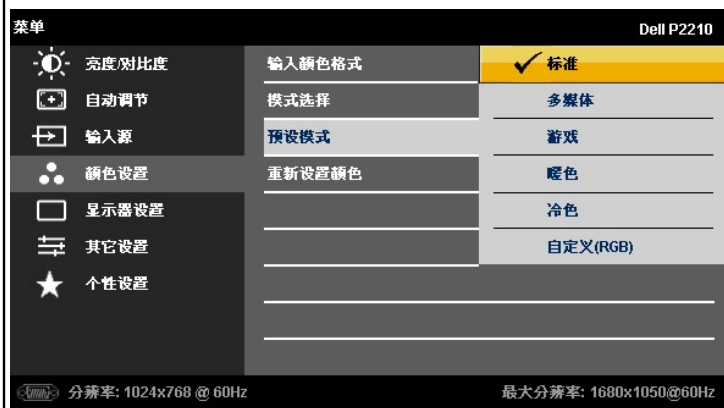 菜单 Dell P2210
亮度/对比度 输入颜色格式 标准
自动调节 模式选择 多媒体
输入源 预设模式 游戏
颜色设置 重新设置颜色 暖色
显示器设置 冷色
其它设置 自定义(RGB)
个性设置
分辨率: 1024x768 @ 60Hz 最大分辨率: 1680x1050@60Hz